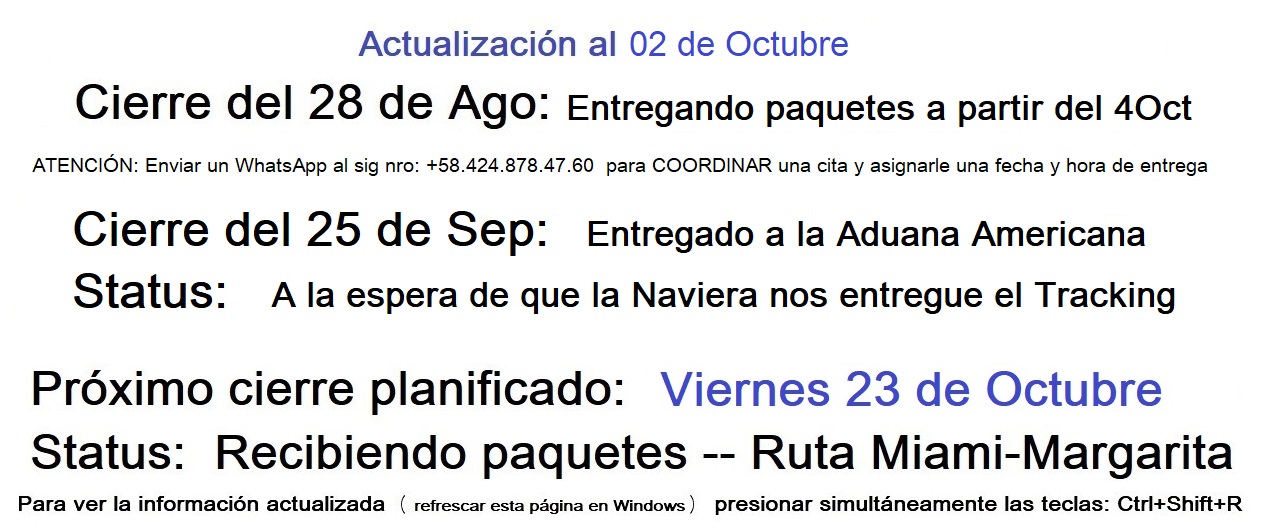 Actualización al 02 de Octubre
Cierre del 28 de Ago: Entregando paquetes a partir del 4Oct
ATENCIÓN: Enviar un WhatsApp al sig nro: +58.424.878.47.60 para COORDINAR una cita y asignarle una fecha y hora de entrega
Cierre del 25 de Sep: Entregado a la Aduana Americana
Status: A la espera de que la Naviera nos entregue el Tracking
Próximo cierre planificado: Viernes 23 de Octubre
Status: Recibiendo paquetes -- Ruta Miami-Margarita
Para ver la información actualizada ( refrescar esta página en Windows ) presionar simultáneamente las teclas: Ctrl+Shift+R